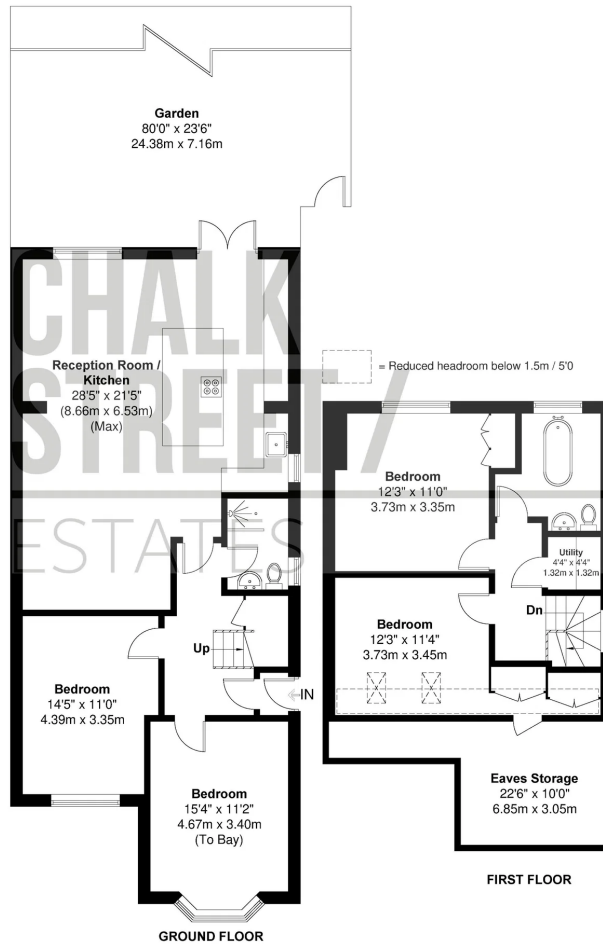 Garden
80'0" x 23'6"
24.38m x 7.16m
CHALK
STREET/
ESTATES
Reception Room /
Kitchen
28'5" x 21'5"
(8.66m x 6.53m)
(Max)
= Reduced headroom below 1.5m / 5'0
Bedroom
12'3" x 11'0"
3.73m x 3.35m
Utility
4'4" x 4'4"
1.32m x 1.32m
Dn
Bedroom
12'3" x 11'4"
3.73m x 3.45m
Up
IN
Bedroom
14'5" x 11'0"
4.39m x 3.35m
Bedroom
15'4" x 11'2"
4.67m x 3.40m
(To Bay)
Eaves Storage
22'6" x 10'0"
6.85m x 3.05m
FIRST FLOOR
GROUND FLOOR